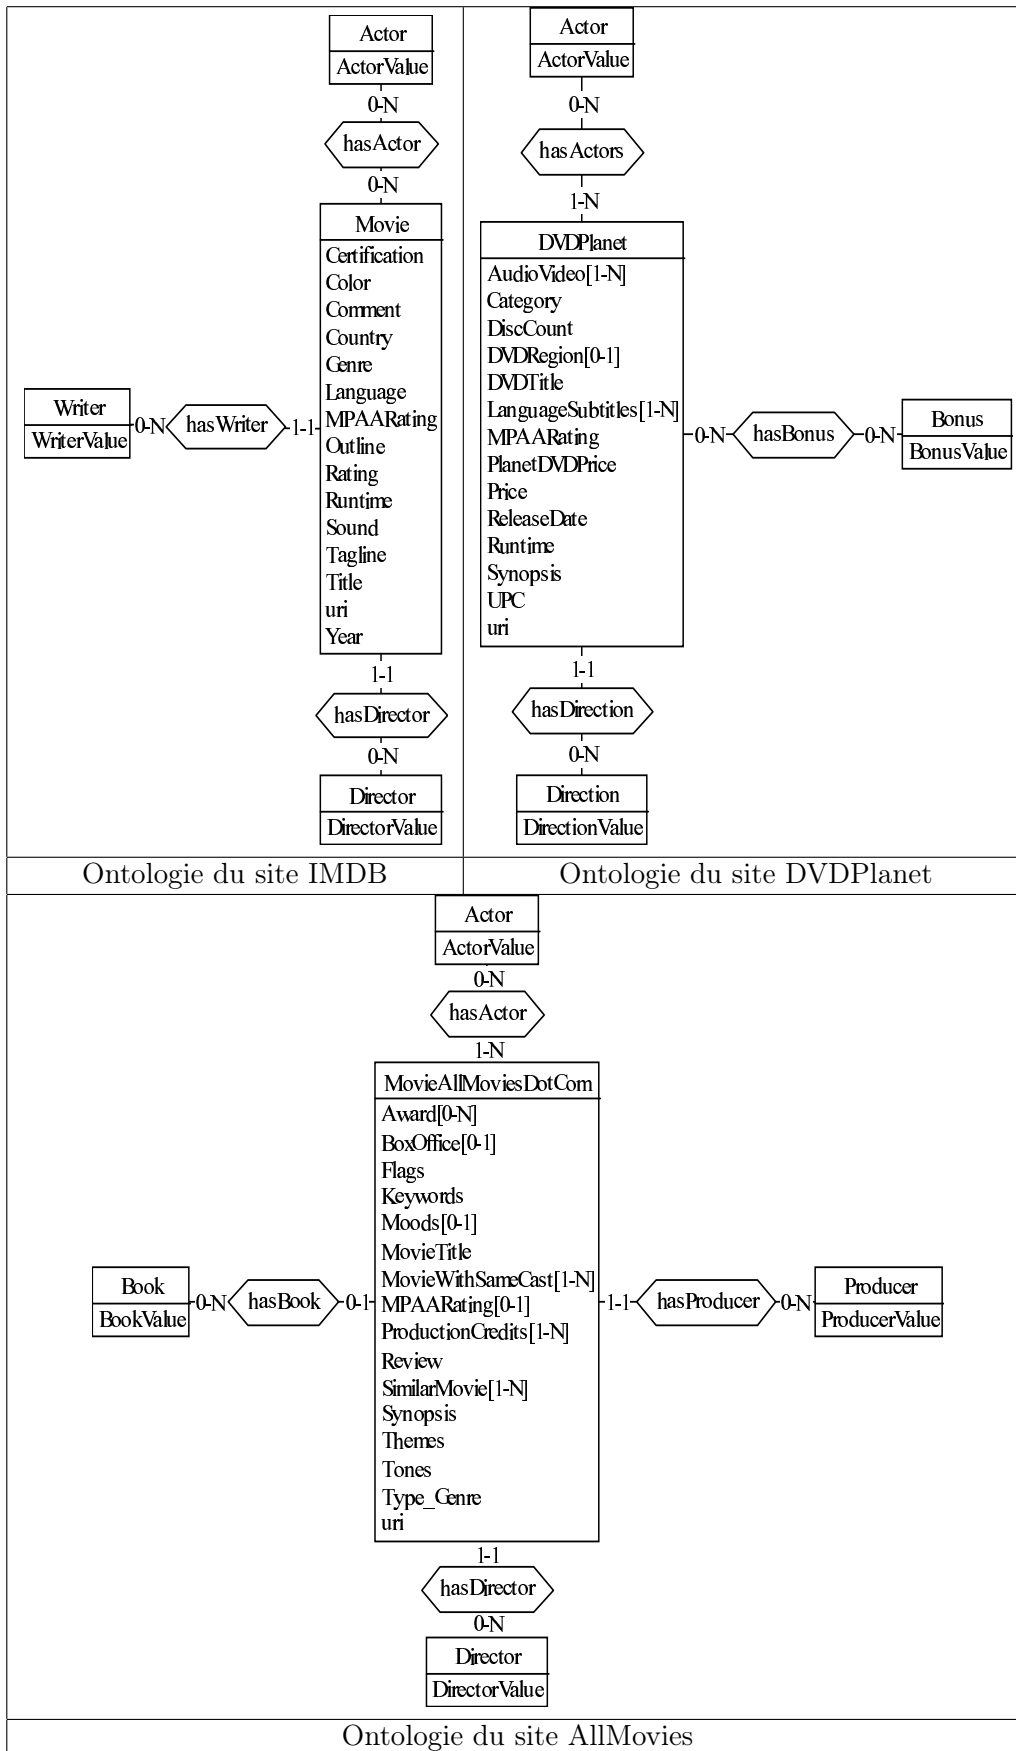 Actor
ActorValue
0-N
hasActor
0-N
Movie
Certification
Color
Comment
Country
Genre
Language
MPAARating
Outline
Rating
Runtime
Sound
Tagline
Title
uri
Year
Writer
WriterValue
0-N
hasWriter
1-1
1-1
hasDirector
0-N
Director
DirectorValue
Ontologie du site IMDB
Actor
ActorValue
0-N
hasActors
1-N
DVDPlanet
AudioVideo[1-N]
Category
DiscCount
DVDRegion[0-1]
DVDTitle
LanguageSubtitles[1-N]
MPAARating
PlanetDVDPrice
Price
ReleaseDate
Runtime
Synopsis
UPC
uri
0-N
hasBonus
0-N
Bonus
BonusValue
1-1
hasDirection
0-N
Direction
DirectionValue
Ontologie du site DVDPlanet
Actor
ActorValue
0-N
hasActor
1-N
MovieAllMoviesDotCom
Award[0-N]
BoxOffice[0-1]
Flags
Keywords
Moods[0-1]
MovieTitle
MovieWithSameCast[1-N]
MPAARating[0-1]
ProductionCredits[1-N]
Review
SimilarMovie[1-N]
Synopsis
Themes
Tones
Type_Genre
uri
Book
BookValue
0-N
hasBook
0-1
1-1
hasProducer
0-N
Producer
ProducerValue
1-1
hasDirector
0-N
Director
DirectorValue
Ontologie du site AllMovies